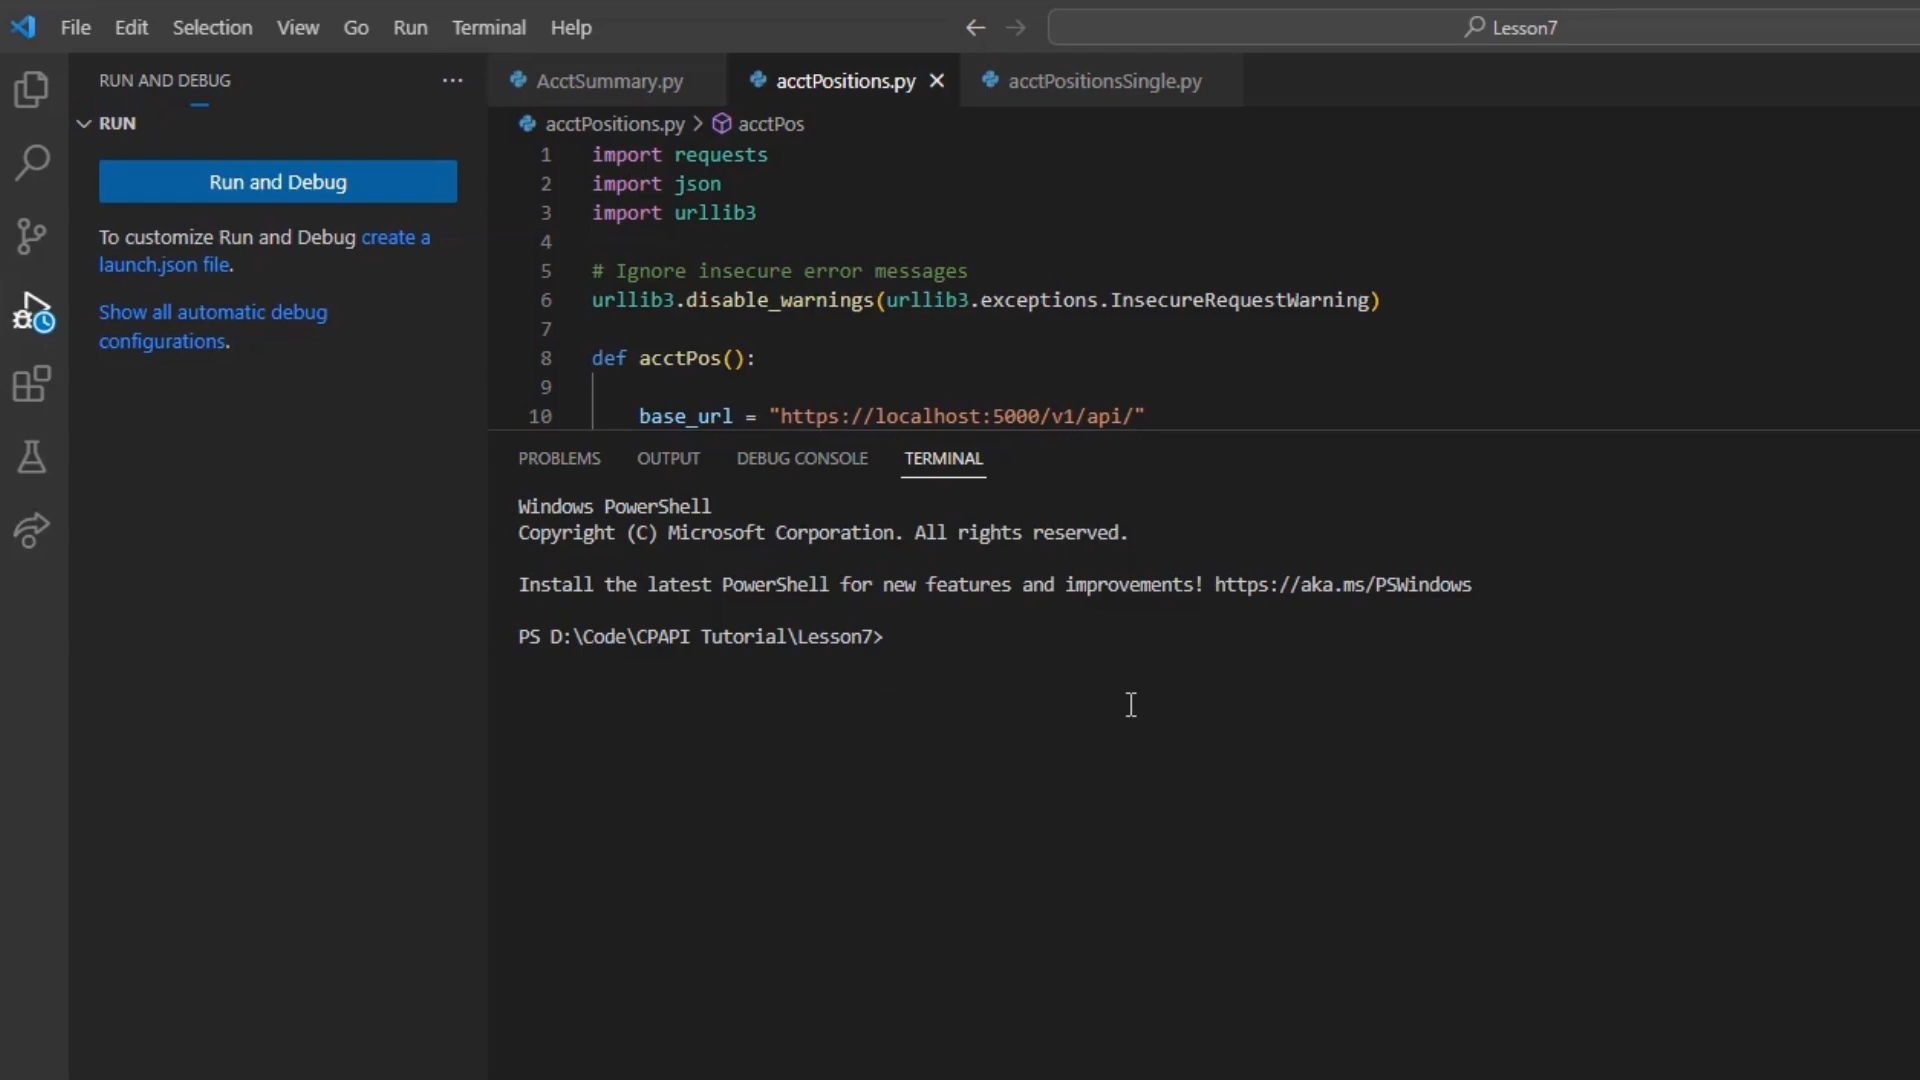 File Edit Selection View Go Run Terminal Help
Lesson7
RUN AND DEBUG
RUN
Run and Debug
To customize Run and Debug create a
launch.json file.
Show all automatic debug
configurations.
AcctSummary.py acctPositions.py acctPositionsSingle.py
acctPositions.py > acctPos
1 import requests
2 import json
3 import urllib3
4
5 # Ignore insecure error messages
6 urllib3.disable_warnings(urllib3.exceptions.InsecureRequestWarning)
7
8 def acctPos():
9
10 base_url = "https://localhost:5000/v1/api/"
PROBLEMS OUTPUT DEBUG CONSOLE TERMINAL
Windows PowerShell
Copyright (C) Microsoft Corporation. All rights reserved.
Install the latest PowerShell for new features and improvements! https://aka.ms/PSWindows
PS D:\Code\CPAPI Tutorial\Lesson7>